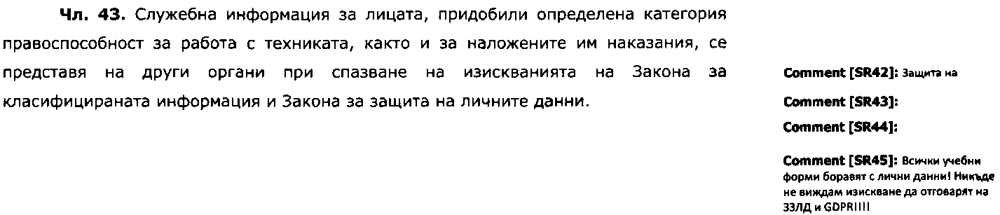 Чл. 43. Служебна информация за лицата, придобили определена категория
правоспособност за работа с техниката, както и за наложените им наказания, се
представя на други органи при спазване на изискванията на Закона за
класифицираната информация и Закона за защита на личните данни.
Comment [SR42]: Защита на
Comment [SR43]:
Comment [SR44]:
Comment [SR45]: Всички учебни
форми боравят с лични данни! Никъде
не виждам изискване да отговарят на
ЗЗЛД и GDPR!!!!